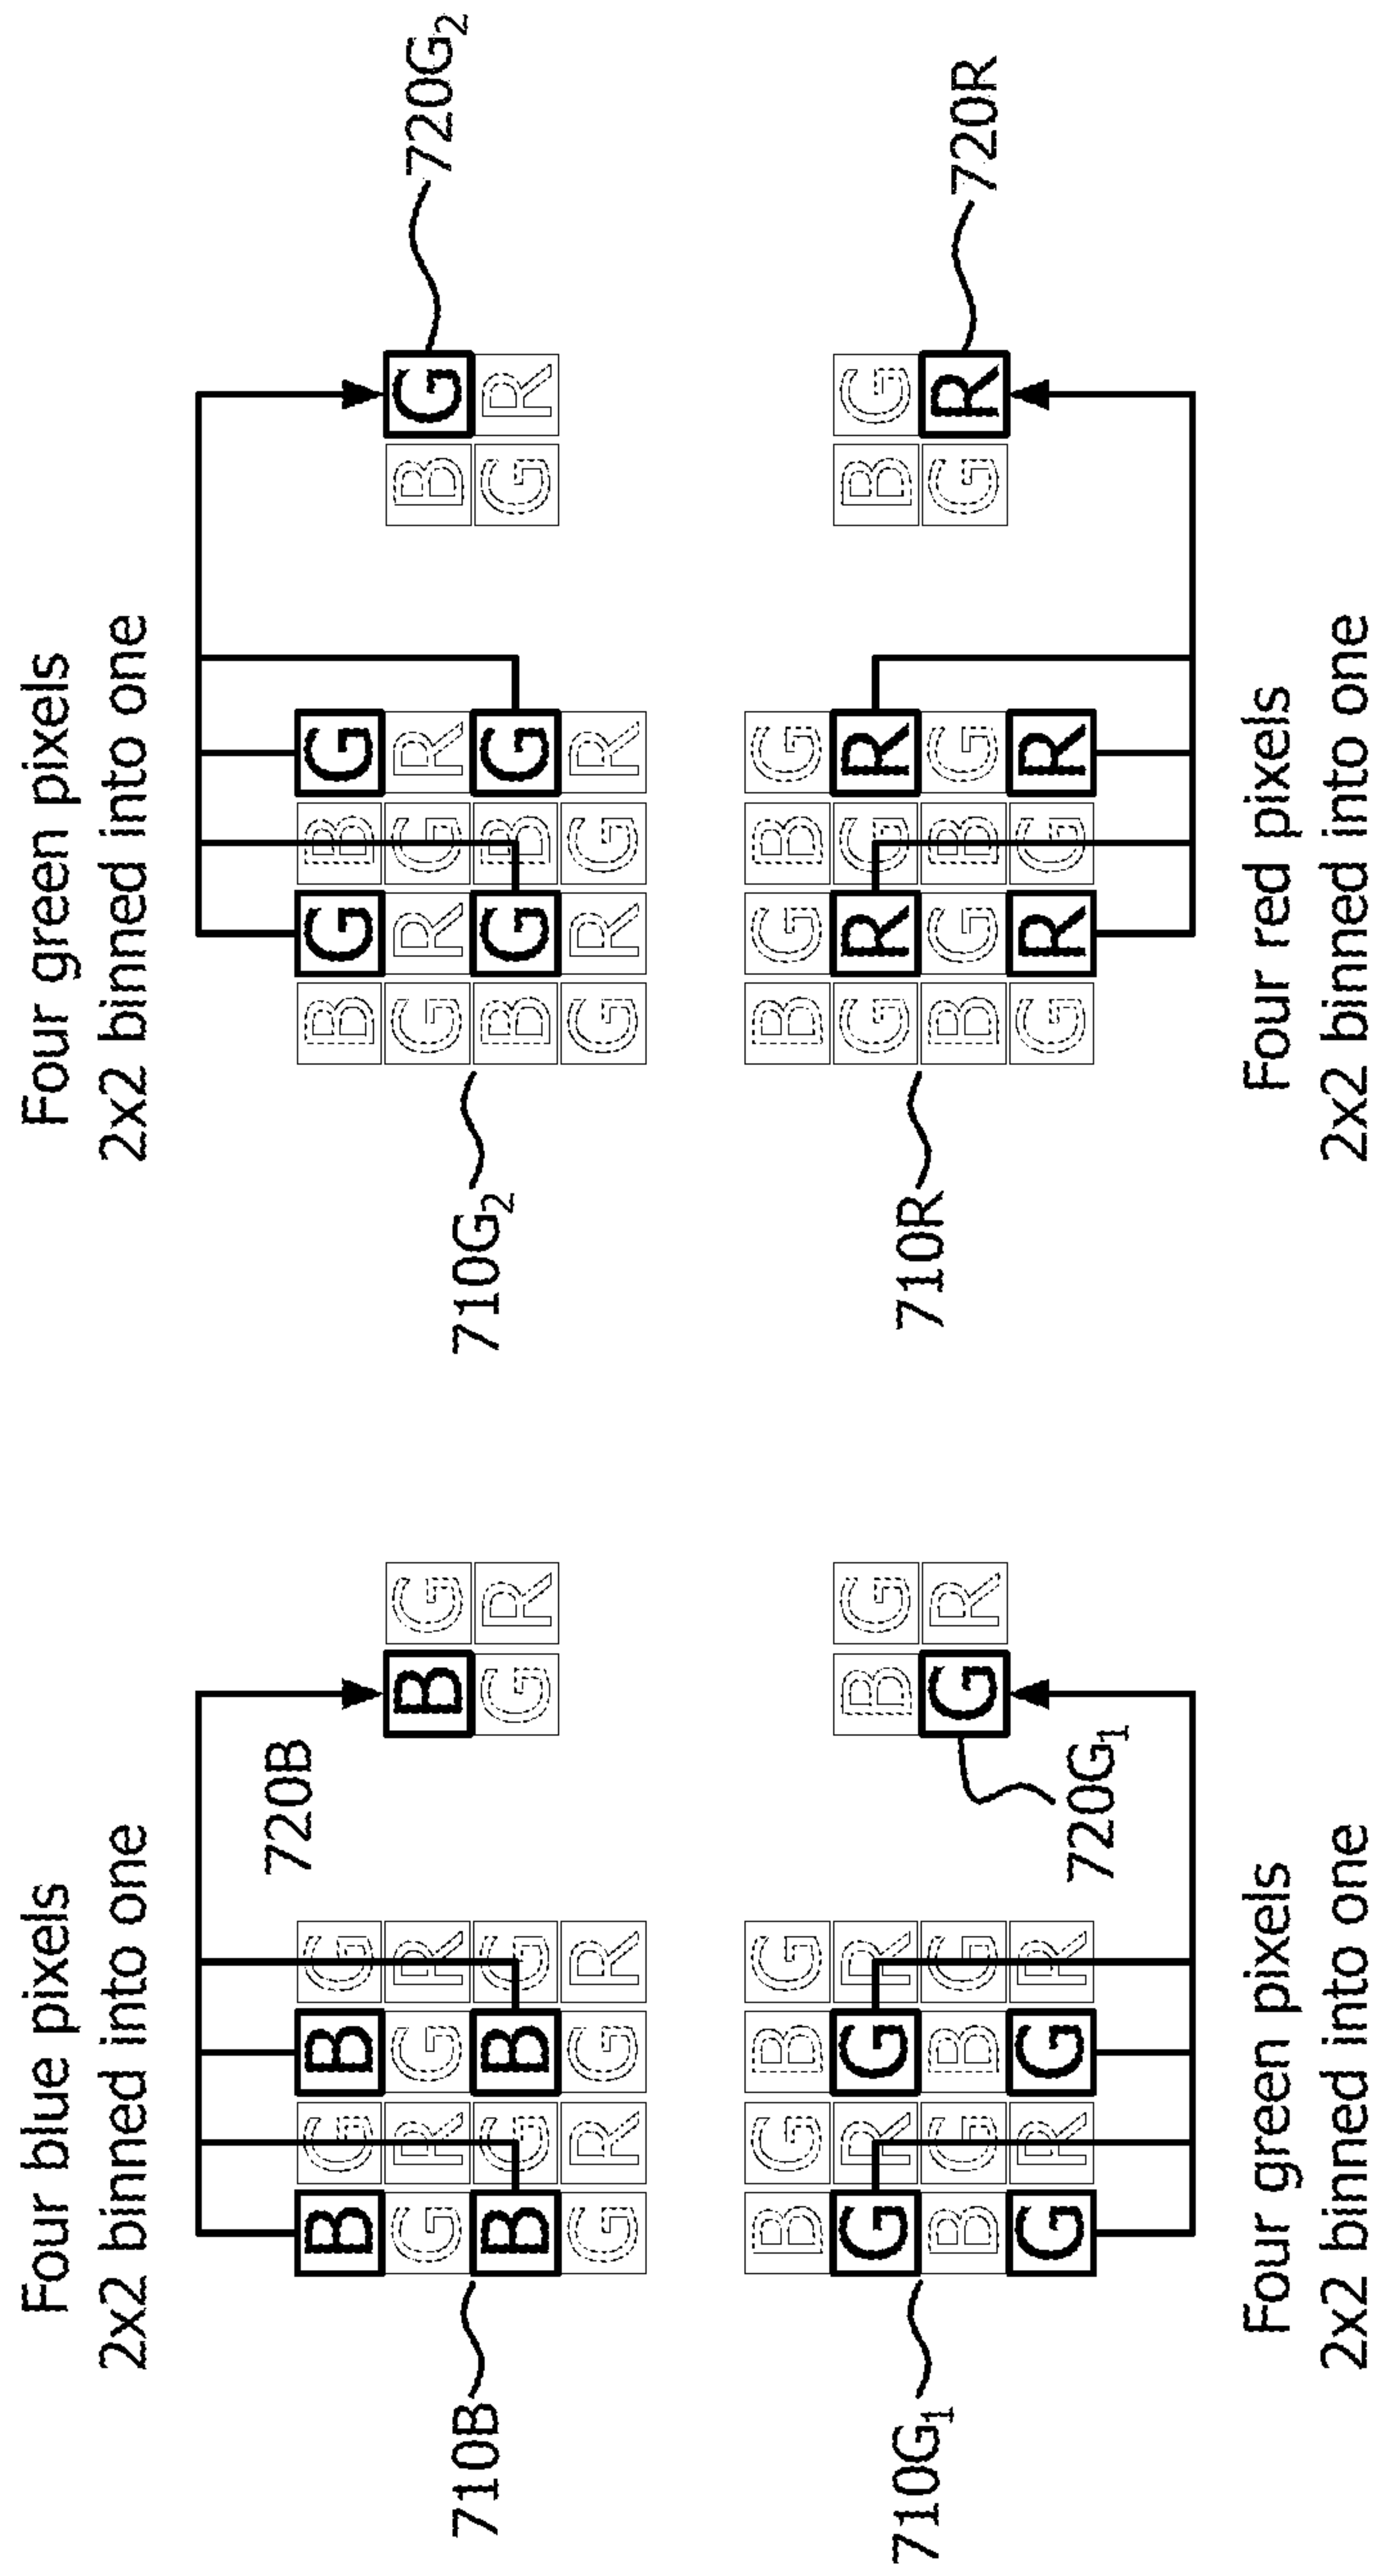 Four blue pixels
2x2 binned into one
720B
B G B G
G R G R
B G B G
G R G R
B G
G R
710B
Four green pixels
2x2 binned into one
B G B G
G R G R
B G B G
G R G R
B G
G R
720G₂
710G₂
B G B G
G R G R
B G B G
G R G R
B G
G R
710G₁
720G₁
Four green pixels
2x2 binned into one
B G B G
G R G R
B G B G
G R G R
B G
G R
720R
710R
Four red pixels
2x2 binned into one